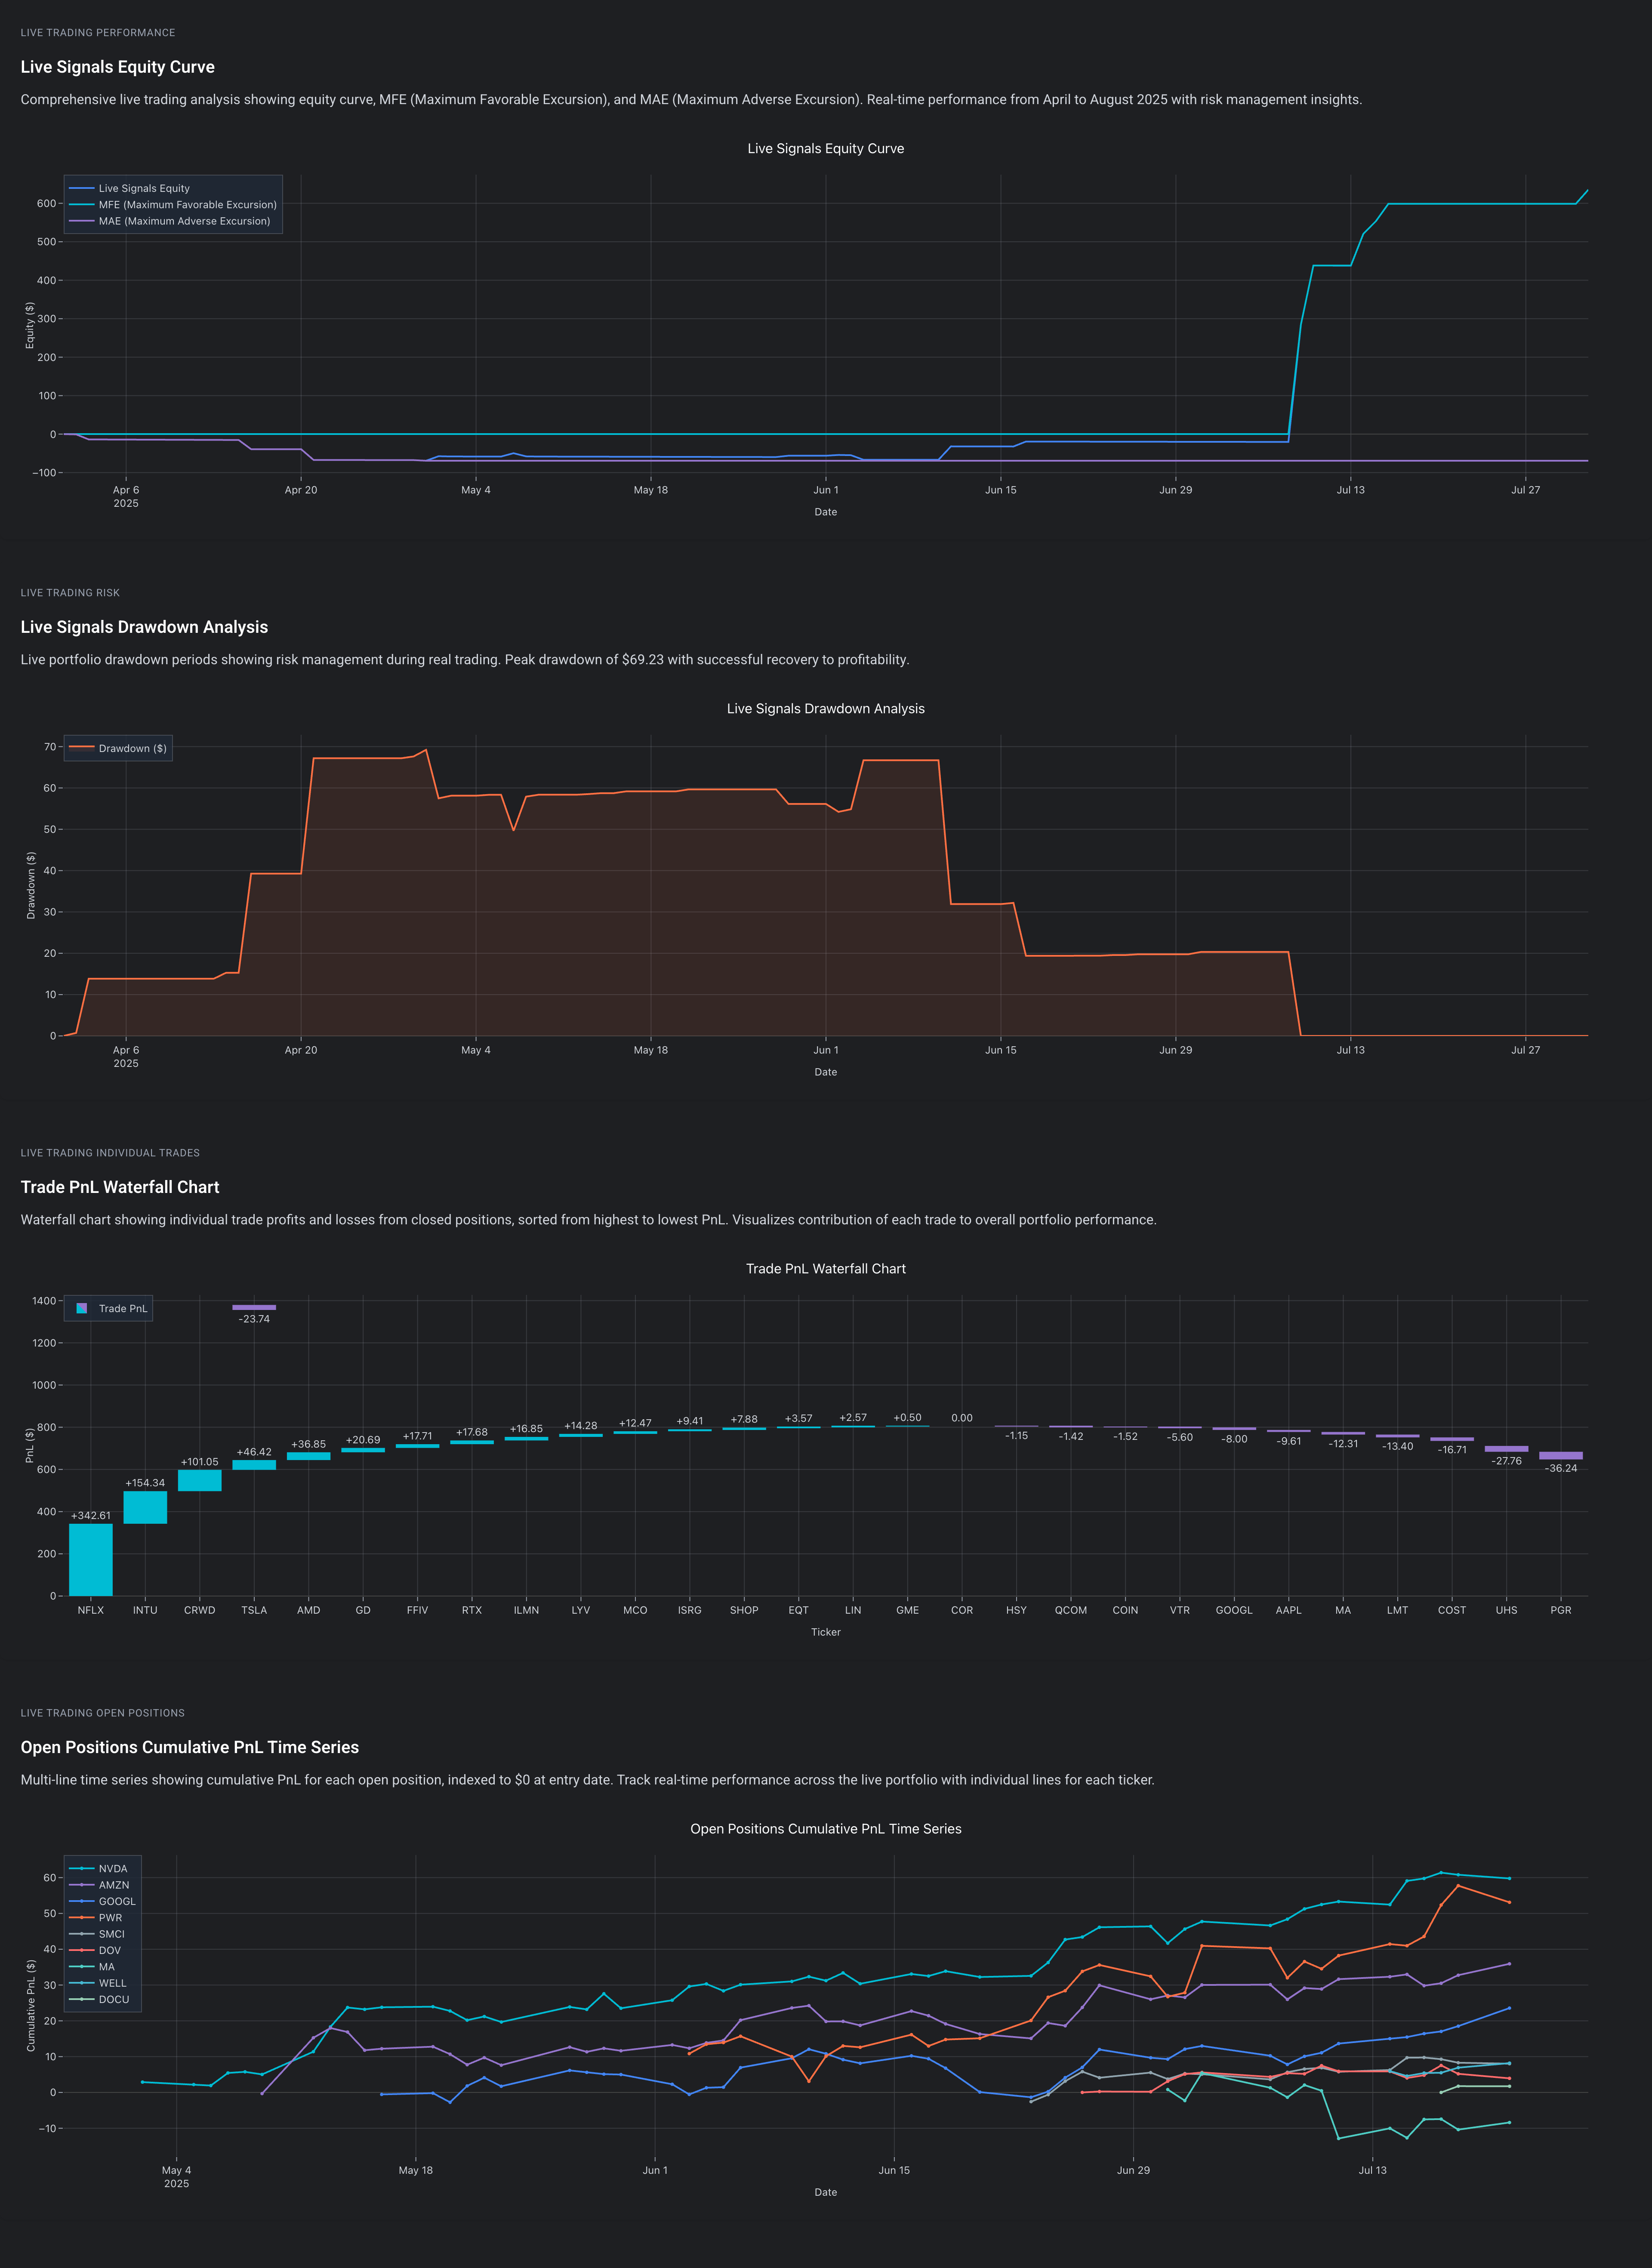 LIVE TRADING PERFORMANCE
Live Signals Equity Curve
Comprehensive live trading analysis showing equity curve, MFE (Maximum Favorable Excursion), and MAE (Maximum Adverse Excursion). Real-time performance from April to August 2025 with risk management insights.
Live Signals Equity Curve
Live Signals Equity
MFE (Maximum Favorable Excursion)
MAE (Maximum Adverse Excursion)
Equity ($)
600
500
400
300
200
100
0
−100
Apr 6
2025
Apr 20
May 4
May 18
Jun 1
Jun 15
Jun 29
Jul 13
Jul 27
Date
LIVE TRADING RISK
Live Signals Drawdown Analysis
Live portfolio drawdown periods showing risk management during real trading. Peak drawdown of $69.23 with successful recovery to profitability.
Live Signals Drawdown Analysis
Drawdown ($)
Drawdown ($)
70
60
50
40
30
20
10
0
Apr 6
2025
Apr 20
May 4
May 18
Jun 1
Jun 15
Jun 29
Jul 13
Jul 27
Date
LIVE TRADING INDIVIDUAL TRADES
Trade PnL Waterfall Chart
Waterfall chart showing individual trade profits and losses from closed positions, sorted from highest to lowest PnL. Visualizes contribution of each trade to overall portfolio performance.
Trade PnL Waterfall Chart
Trade PnL
PnL ($)
1400
1200
1000
800
600
400
200
0
+342.61
+154.34
+101.05
-23.74
+46.42
+36.85
+20.69
+17.71
+17.68
+16.85
+14.28
+12.47
+9.41
+7.88
+3.57
+2.57
+0.50
0.00
-1.15
-1.42
-1.52
-5.60
-8.00
-9.61
-12.31
-13.40
-16.71
-27.76
-36.24
NFLX
INTU
CRWD
TSLA
AMD
GD
FFIV
RTX
ILMN
LYV
MCO
ISRG
SHOP
EQT
LIN
GME
COR
HSY
QCOM
COIN
VTR
GOOGL
AAPL
MA
LMT
COST
UHS
PGR
Ticker
LIVE TRADING OPEN POSITIONS
Open Positions Cumulative PnL Time Series
Multi-line time series showing cumulative PnL for each open position, indexed to $0 at entry date. Track real-time performance across the live portfolio with individual lines for each ticker.
Open Positions Cumulative PnL Time Series
NVDA
AMZN
GOOGL
PWR
SMCI
DOV
MA
WELL
DOCU
Cumulative PnL ($)
60
50
40
30
20
10
0
−10
May 4
2025
May 18
Jun 1
Jun 15
Jun 29
Jul 13
Date